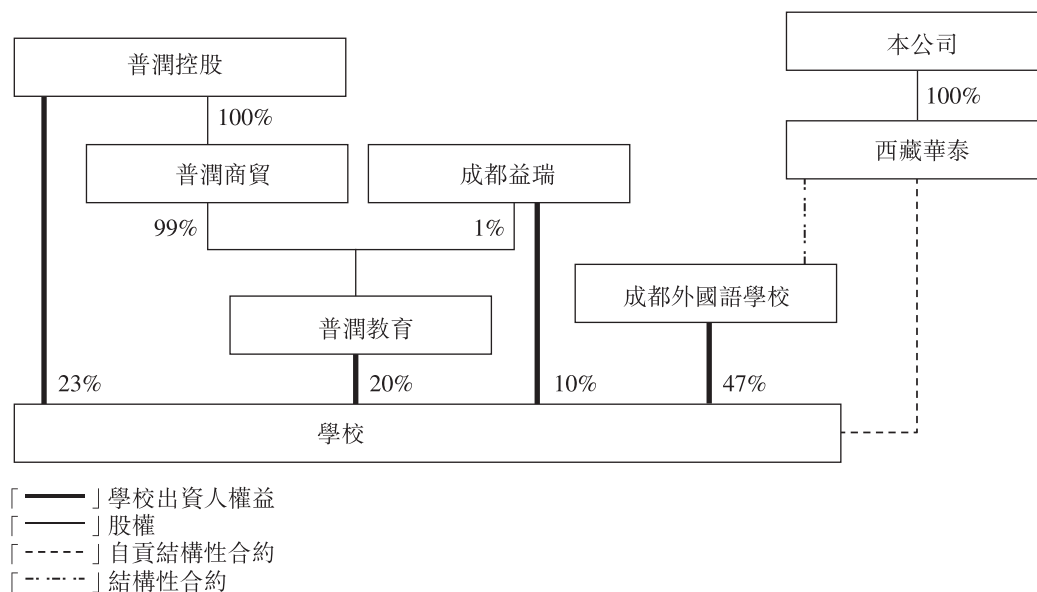 本公司
普潤控股
100%
100%
西藏華泰
普潤商貿
成都益瑞
99%
1%
成都外國語學校
普潤教育
23%
20%
10%
47%
學校
「 」學校出資人權益
「 」股權
「 」自貢結構性合約
「 」結構性合約